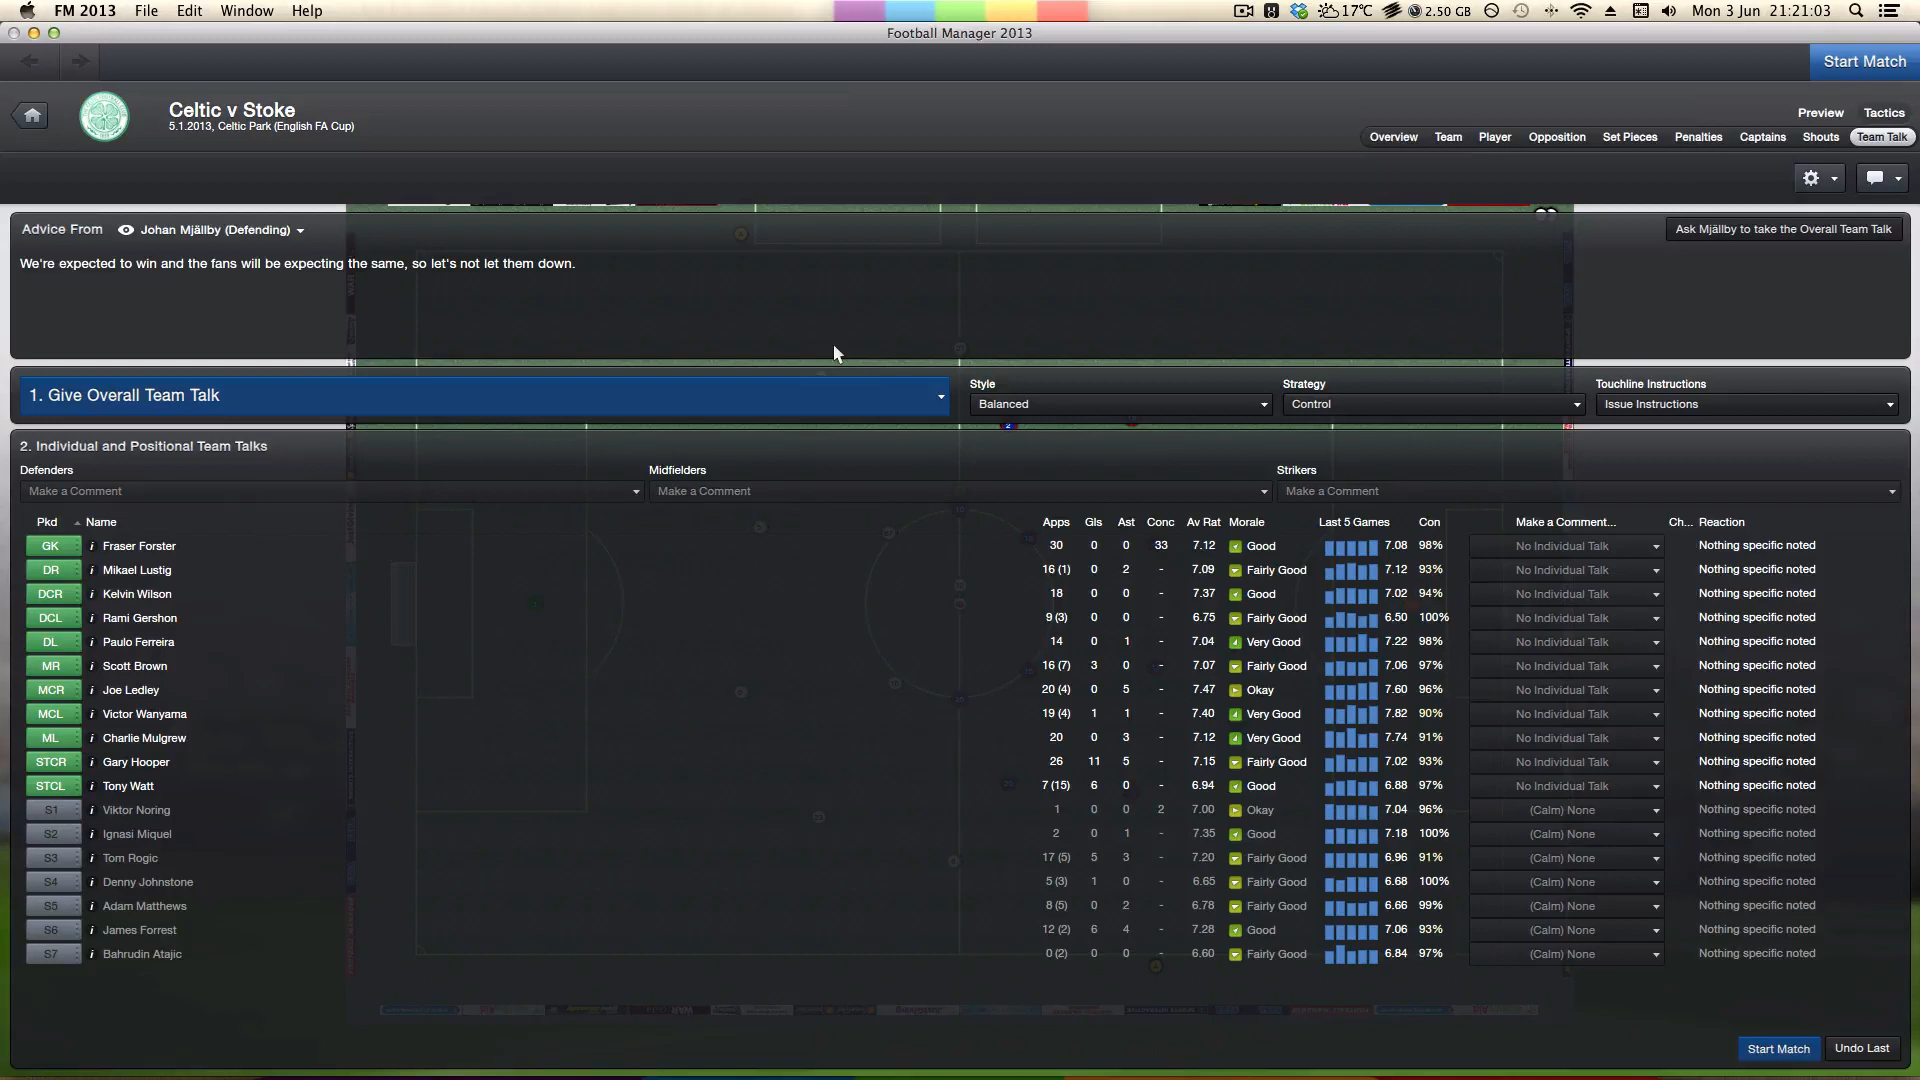 FM 2013 File Edit Window Help 17°C 2.50 GB Mon 3 Jun 21:21:03
Football Manager 2013
Start Match
Celtic v Stoke
5.1.2013, Celtic Park (English FA Cup)
Preview Tactics
Overview Team Player Opposition Set Pieces Penalties Captains Shouts Team Talk
Advice From Johan Mjällby (Defending) Ask Mjällby to take the Overall Team Talk
We're expected to win and the fans will be expecting the same, so let's not let them down.
1. Give Overall Team Talk
Style Strategy Touchline Instructions
Balanced Control Issue Instructions
2. Individual and Positional Team Talks
Defenders Midfielders Strikers
Make a Comment Make a Comment Make a Comment
Pkd Name Apps Gls Ast Conc Av Rat Morale Last 5 Games Con Make a Comment... Ch... Reaction
GK i Fraser Forster 30 0 0 33 7.12 Good 7.08 98% No Individual Talk Nothing specific noted
DR i Mikael Lustig 16 (1) 0 2 - 7.09 Fairly Good 7.12 93% No Individual Talk Nothing specific noted
DCR i Kelvin Wilson 18 0 0 - 7.37 Good 7.02 94% No Individual Talk Nothing specific noted
DCL i Rami Gershon 9 (3) 0 0 - 6.75 Fairly Good 6.50 100% No Individual Talk Nothing specific noted
DL i Paulo Ferreira 14 0 1 - 7.04 Very Good 7.22 98% No Individual Talk Nothing specific noted
MR i Scott Brown 16 (7) 3 0 - 7.07 Fairly Good 7.06 97% No Individual Talk Nothing specific noted
MCR i Joe Ledley 20 (4) 0 5 - 7.47 Okay 7.60 96% No Individual Talk Nothing specific noted
MCL i Victor Wanyama 19 (4) 1 1 - 7.40 Very Good 7.82 90% No Individual Talk Nothing specific noted
ML i Charlie Mulgrew 20 0 3 - 7.12 Very Good 7.74 91% No Individual Talk Nothing specific noted
STCR i Gary Hooper 26 11 5 - 7.15 Fairly Good 7.02 93% No Individual Talk Nothing specific noted
STCL i Tony Watt 7 (15) 6 0 - 6.94 Good 6.88 97% No Individual Talk Nothing specific noted
S1 i Viktor Noring 1 0 0 2 7.00 Okay 7.04 96% (Calm) None Nothing specific noted
S2 i Ignasi Miquel 2 0 1 - 7.35 Good 7.18 100% (Calm) None Nothing specific noted
S3 i Tom Rogic 17 (5) 5 3 - 7.20 Fairly Good 6.96 91% (Calm) None Nothing specific noted
S4 i Denny Johnstone 5 (3) 1 0 - 6.65 Fairly Good 6.68 100% (Calm) None Nothing specific noted
S5 i Adam Matthews 8 (5) 0 2 - 6.78 Fairly Good 6.66 99% (Calm) None Nothing specific noted
S6 i James Forrest 12 (2) 6 4 - 7.28 Good 7.06 93% (Calm) None Nothing specific noted
S7 i Bahrudin Atajic 0 (2) 0 0 - 6.60 Fairly Good 6.84 97% (Calm) None Nothing specific noted
Start Match Undo Last